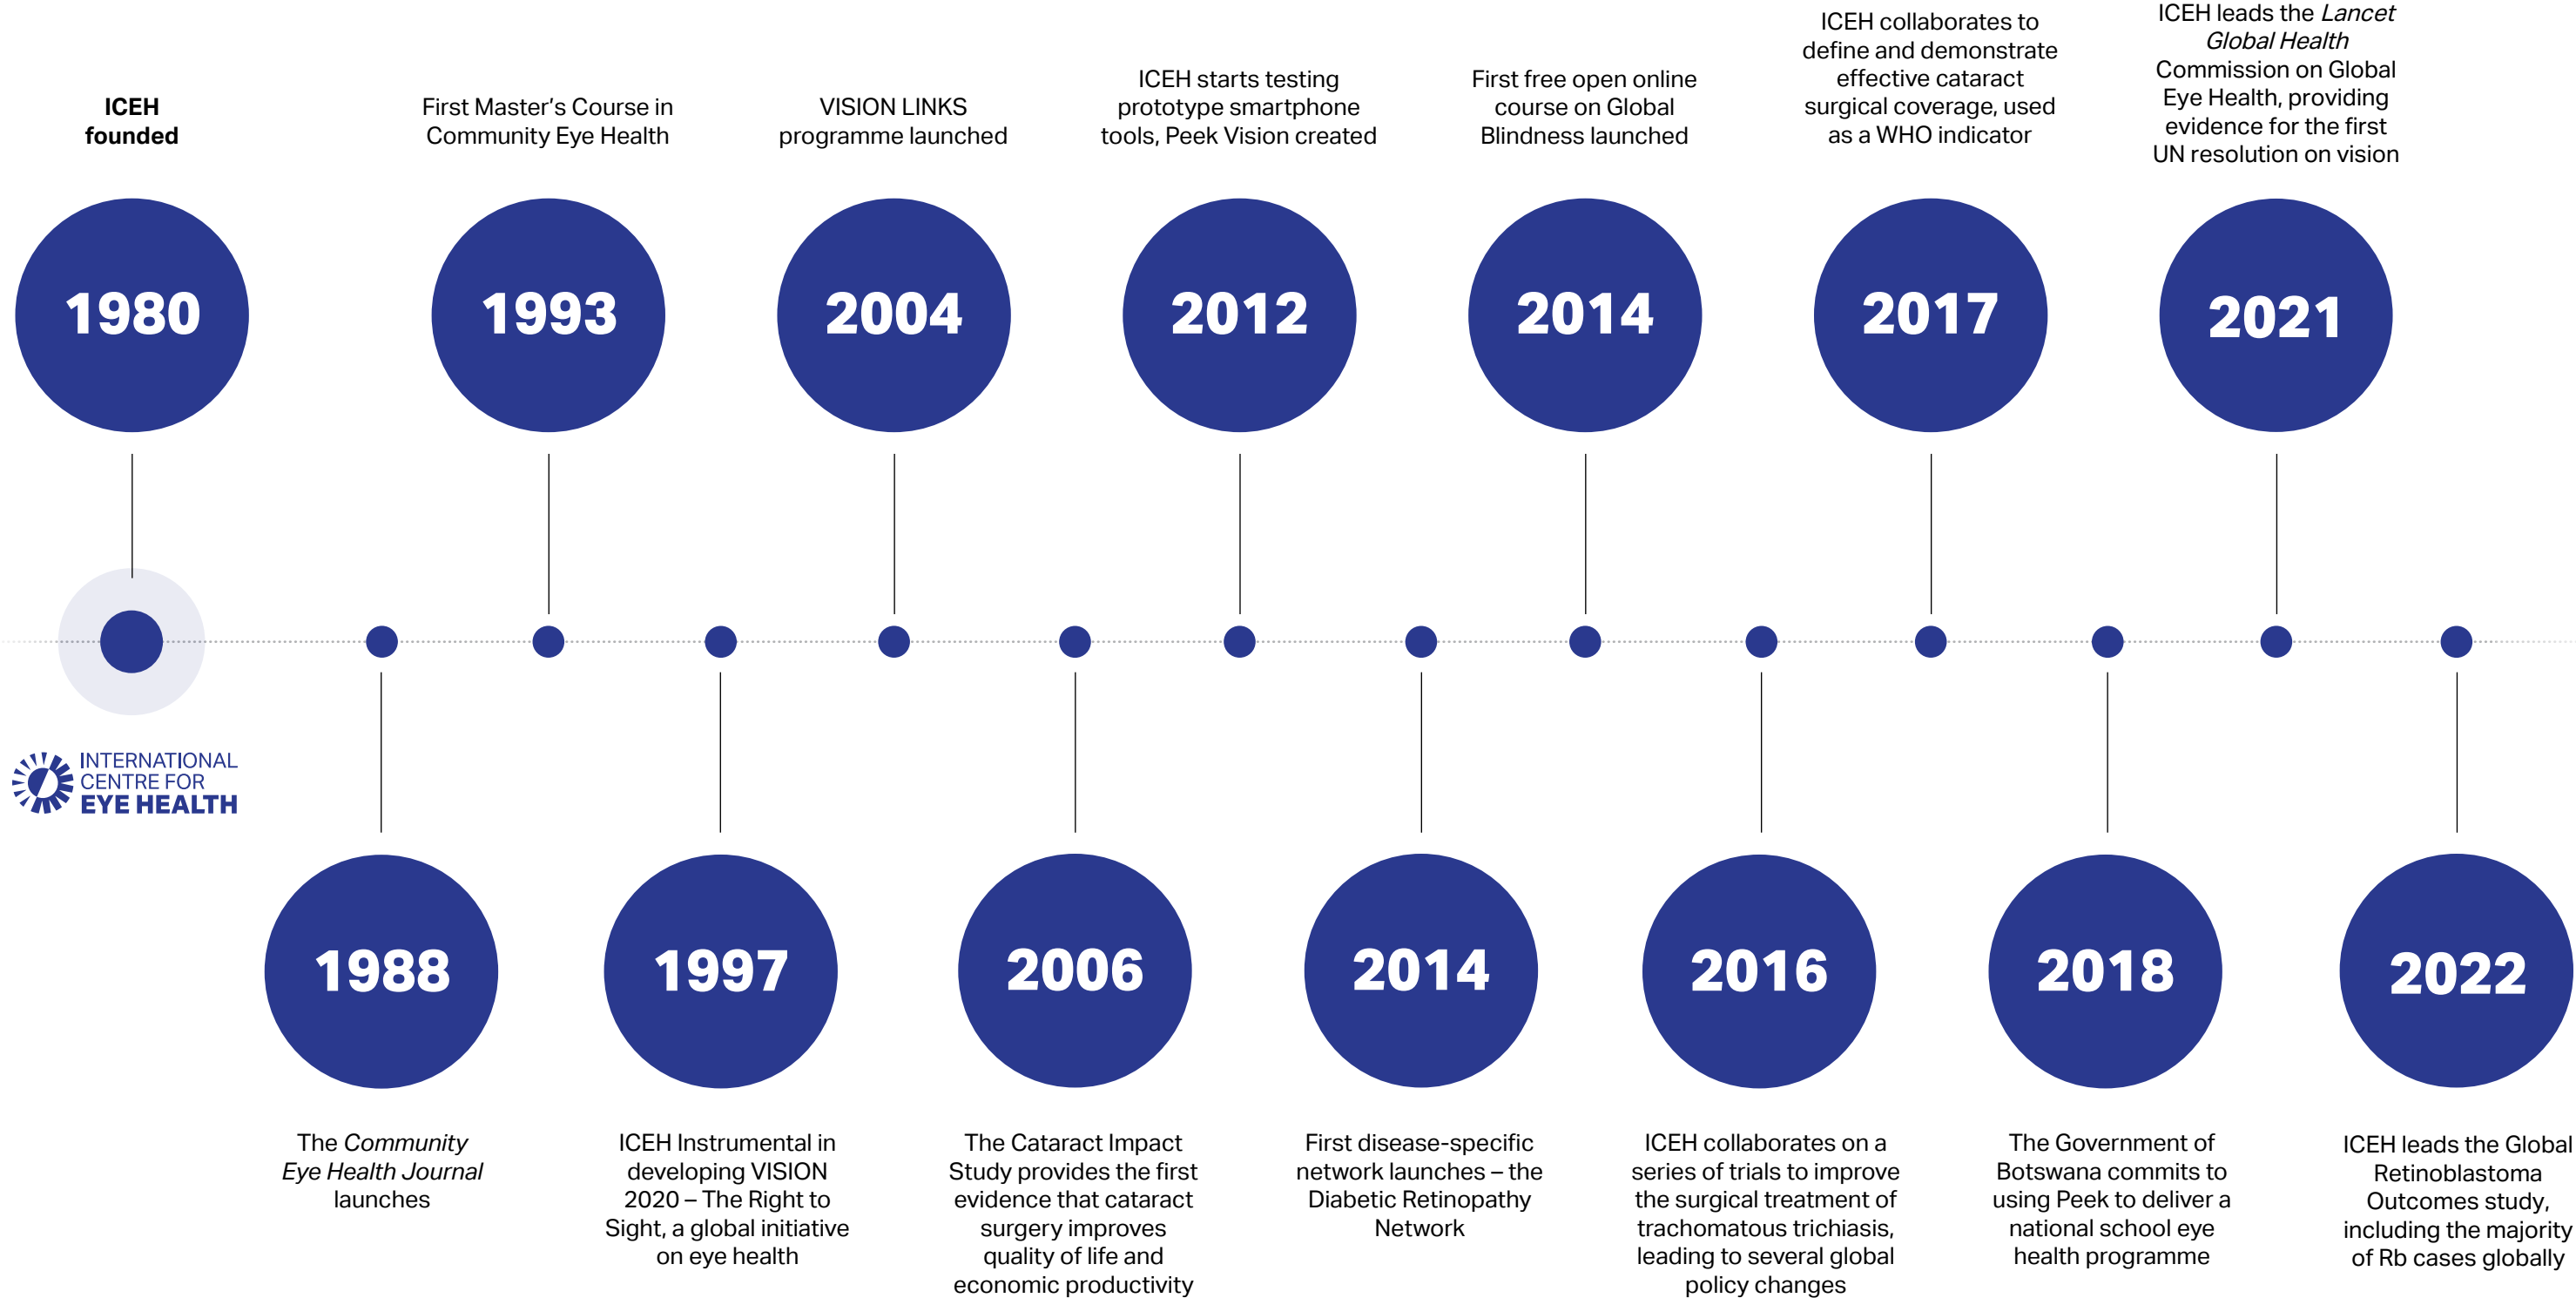 ICEH
founded
1980
INTERNATIONAL
CENTRE FOR
EYE HEALTH
1988
The Community
Eye Health Journal
launches
First Master’s Course in
Community Eye Health
1993
1997
ICEH Instrumental in
developing VISION
2020 – The Right to
Sight, a global initiative
on eye health
VISION LINKS
programme launched
2004
2006
The Cataract Impact
Study provides the first
evidence that cataract
surgery improves
quality of life and
economic productivity
ICEH starts testing
prototype smartphone
tools, Peek Vision created
2012
2014
First disease-specific
network launches – the
Diabetic Retinopathy
Network
First free open online
course on Global
Blindness launched
2014
2016
ICEH collaborates on a
series of trials to improve
the surgical treatment of
trachomatous trichiasis,
leading to several global
policy changes
ICEH collaborates to
define and demonstrate
effective cataract
surgical coverage, used
as a WHO indicator
2017
2018
The Government of
Botswana commits to
using Peek to deliver a
national school eye
health programme
ICEH leads the Lancet
Global Health
Commission on Global
Eye Health, providing
evidence for the first
UN resolution on vision
2021
2022
ICEH leads the Global
Retinoblastoma
Outcomes study,
including the majority
of Rb cases globally